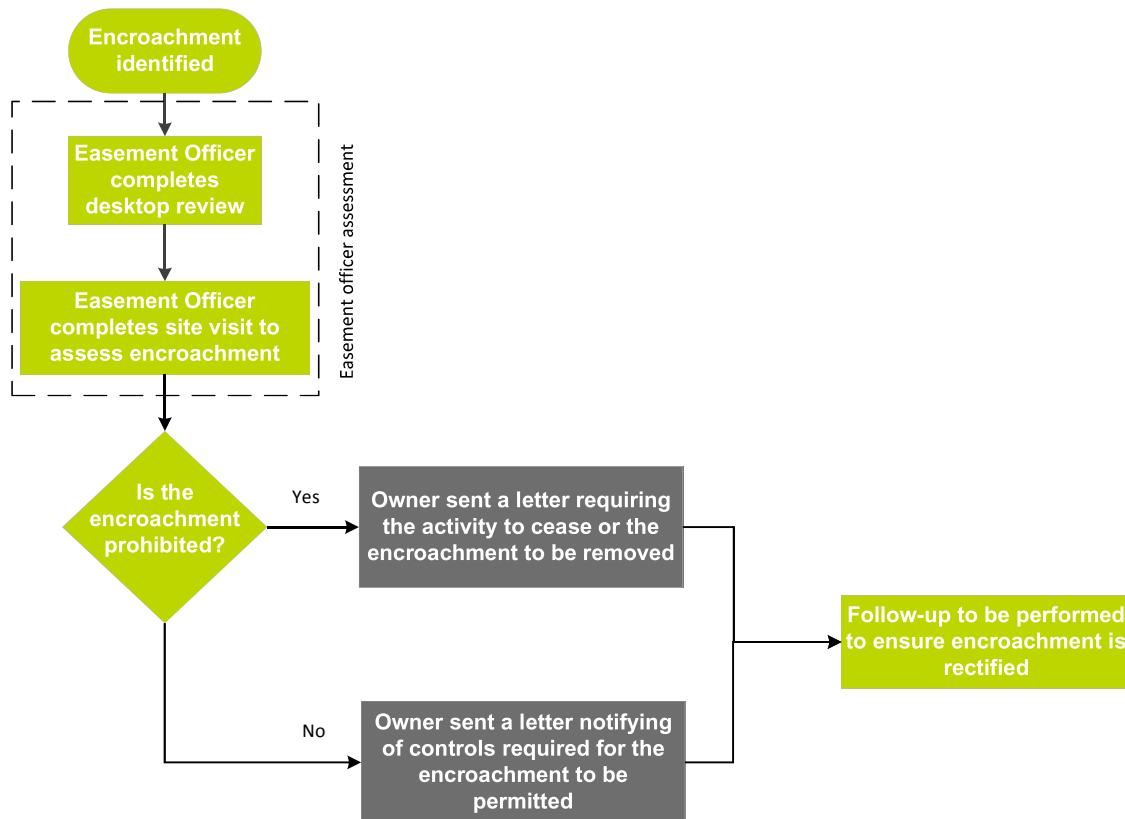 Encroachment
identified
Easement Officer
completes
desktop review
Easement officer assessment
Easement Officer
completes site visit to
assess encroachment
Is the
encroachment
prohibited?
Yes
Owner sent a letter requiring
the activity to cease or the
encroachment to be removed
Follow-up to be performed
to ensure encroachment is
rectified
No
Owner sent a letter notifying
of controls required for the
encroachment to be
permitted